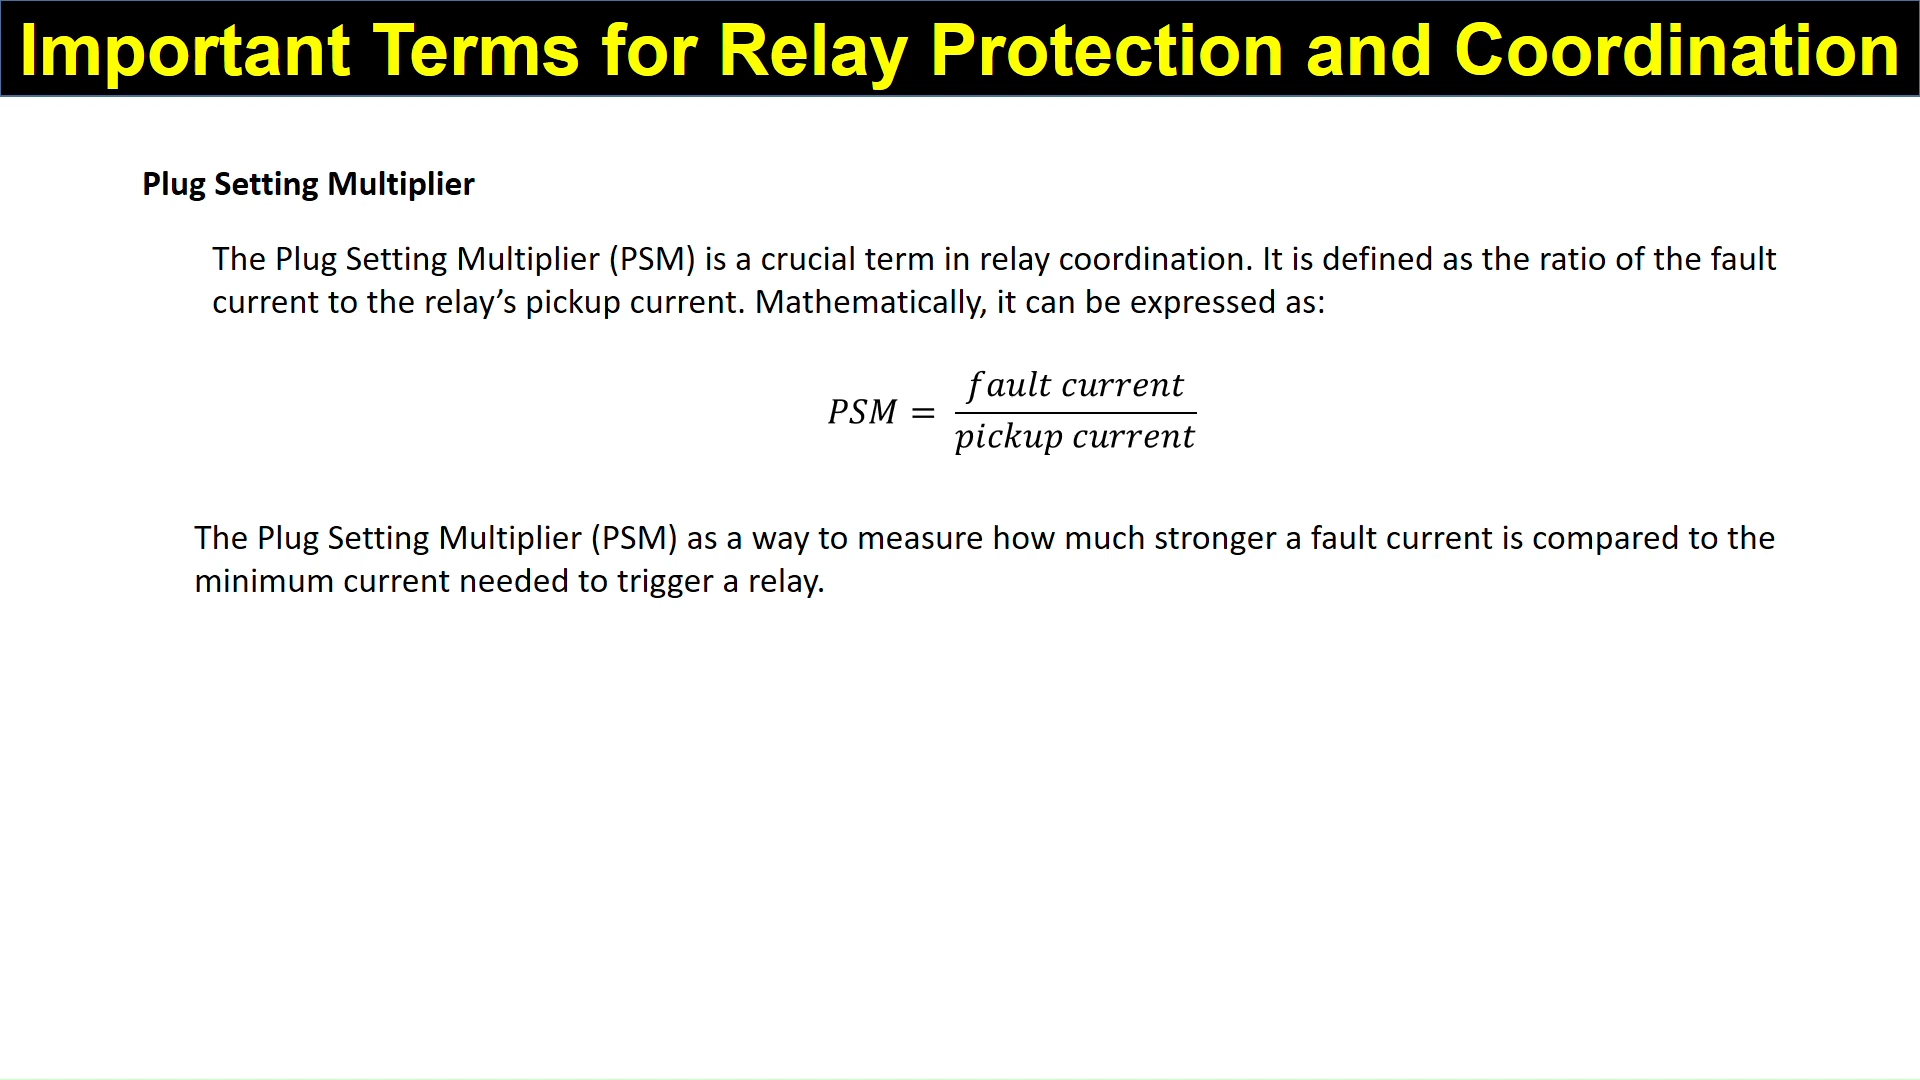 Important Terms for Relay Protection and Coordination
Plug Setting Multiplier
The Plug Setting Multiplier (PSM) is a crucial term in relay coordination. It is defined as the ratio of the fault
current to the relay’s pickup current. Mathematically, it can be expressed as:
PSM = fault current / pickup current
The Plug Setting Multiplier (PSM) as a way to measure how much stronger a fault current is compared to the
minimum current needed to trigger a relay.